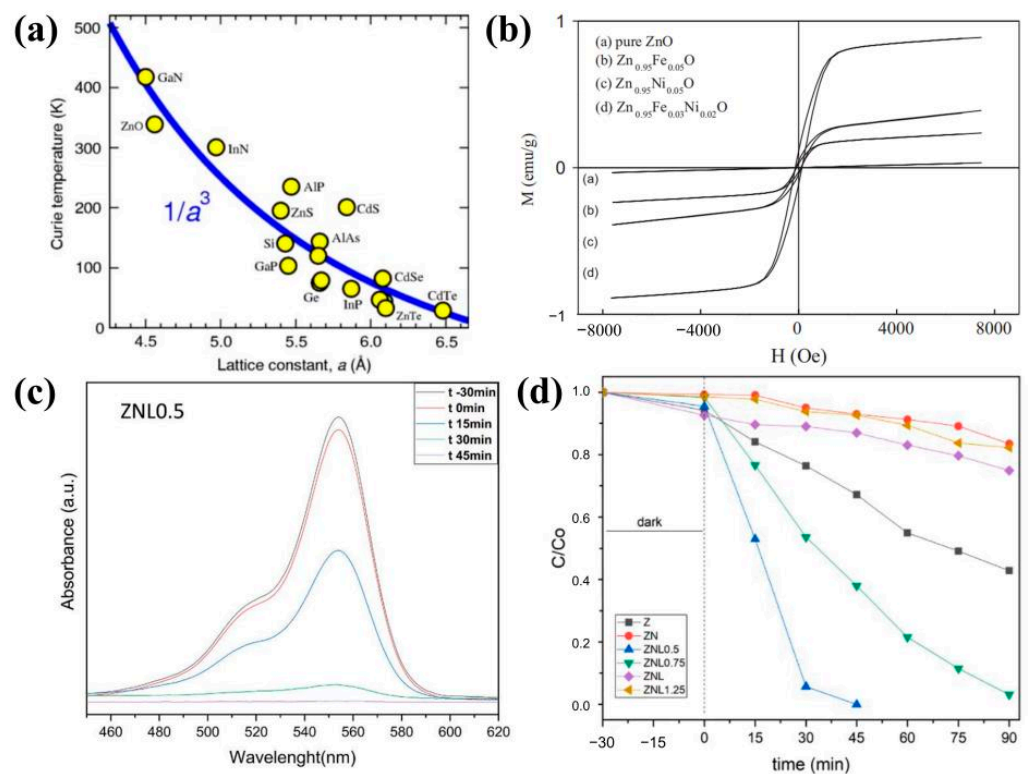 (a)
Curie temperature (K)
500
400
300
200
100
0
GaN
ZnO
InN
AlP
ZnS
CdS
Si
AlAs
GaP
Ge
InP
CdSe
ZnTe
CdTe
1/a³
4.5 5.0 5.5 6.0 6.5
Lattice constant, a (Å)
(b)
M (emu/g)
1
0
−1
(a) pure ZnO
(b) Zn0.95Fe0.05O
(c) Zn0.95Ni0.05O
(d) Zn0.95Fe0.03Ni0.02O
(a)
(b)
(c)
(d)
−8000 −4000 0 4000 8000
H (Oe)
(c)
ZNL0.5
t -30min
t 0min
t 15min
t 30min
t 45min
Absorbance (a.u.)
460 480 500 520 540 560 580 600 620
Wavelenght(nm)
(d)
C/Co
1.0
0.8
0.6
0.4
0.2
0.0
dark
Z
ZN
ZNL0.5
ZNL0.75
ZNL
ZNL1.25
−30 −15 0 15 30 45 60 75 90
time (min)